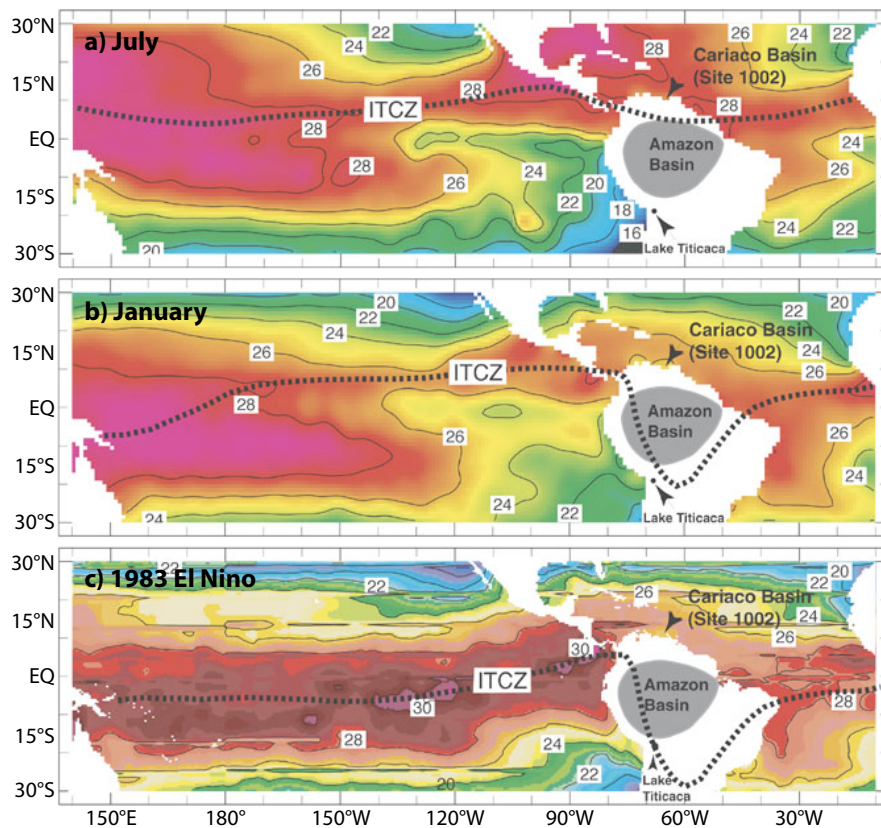 30°N
15°N
EQ
15°S
30°S
a) July
22
24
26
28
28
28
ITCZ
26
24
22
20
18
16
20
28
26
24
22
Cariaco Basin
(Site 1002)
28
Amazon
Basin
24
26
24
22
Lake Titicaca
30°N
15°N
EQ
15°S
30°S
b) January
20
22
24
26
28
ITCZ
26
24
22
24
20
22
24
26
Cariaco Basin
(Site 1002)
Amazon
Basin
26
24
Lake Titicaca
30°N
15°N
EQ
15°S
30°S
c) 1983 El Nino
22
22
30
ITCZ
30
28
24
22
20
20
22
24
26
26
Cariaco Basin
(Site 1002)
Amazon
Basin
28
Lake
Titicaca
150°E
180°
150°W
120°W
90°W
60°W
30°W